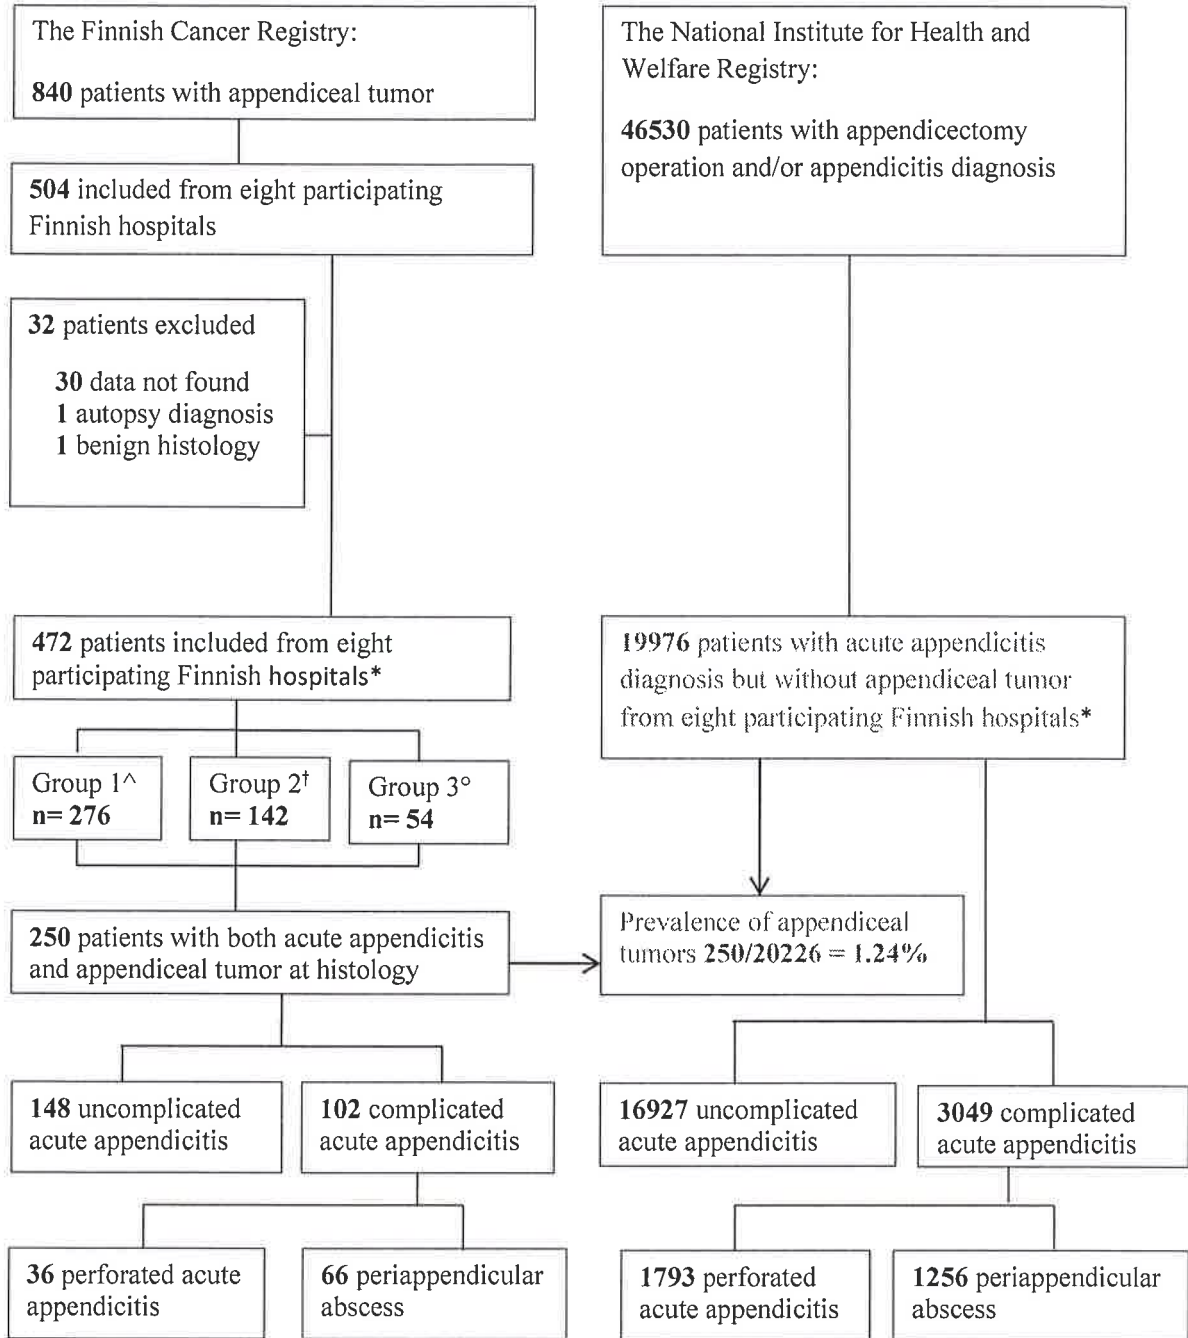 The Finnish Cancer Registry:
840 patients with appendiceal tumor
The National Institute for Health and
Welfare Registry:
46530 patients with appendicectomy
operation and/or appendicitis diagnosis
504 included from eight participating
Finnish hospitals
32 patients excluded
30 data not found
1 autopsy diagnosis
1 benign histology
472 patients included from eight
participating Finnish hospitals*
19976 patients with acute appendicitis
diagnosis but without appendiceal tumor
from eight participating Finnish hospitals*
Group 1^
n= 276
Group 2†
n= 142
Group 3°
n= 54
250 patients with both acute appendicitis
and appendiceal tumor at histology
Prevalence of appendiceal
tumors 250/20226 = 1.24%
148 uncomplicated
acute appendicitis
102 complicated
acute appendicitis
16927 uncomplicated
acute appendicitis
3049 complicated
acute appendicitis
36 perforated acute
appendicitis
66 periappendicular
abscess
1793 perforated
acute appendicitis
1256 periappendicular
abscess